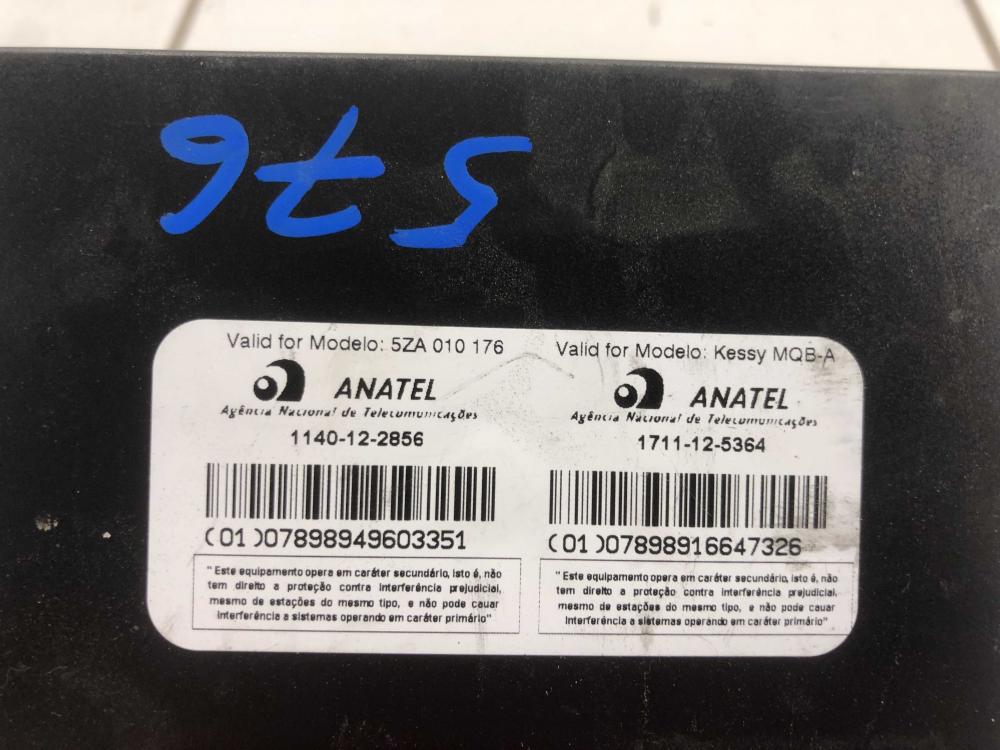 576
Valid for Modelo: 5ZA 010 176
ANATEL
Agência Nacional de Telecomunicações
1140-12-2856
(01)07898949603351
"Este equipamento opera em caráter secundário, isto é, não
tem direito a proteção contra interferência prejudicial,
mesmo de estações do mesmo tipo, e não pode cauar
interferência a sistemas operando em caráter primário"
Valid for Modelo: Kessy MQB-A
ANATEL
Agência Nacional de Telecomunicações
1711-12-5364
(01)07898916647326
"Este equipamento opera em caráter secundário, isto é, não
tem direito a proteção contra interferência prejudicial,
mesmo de estações do mesmo tipo, e não pode cauar
interferência a sistemas operando em caráter primário"